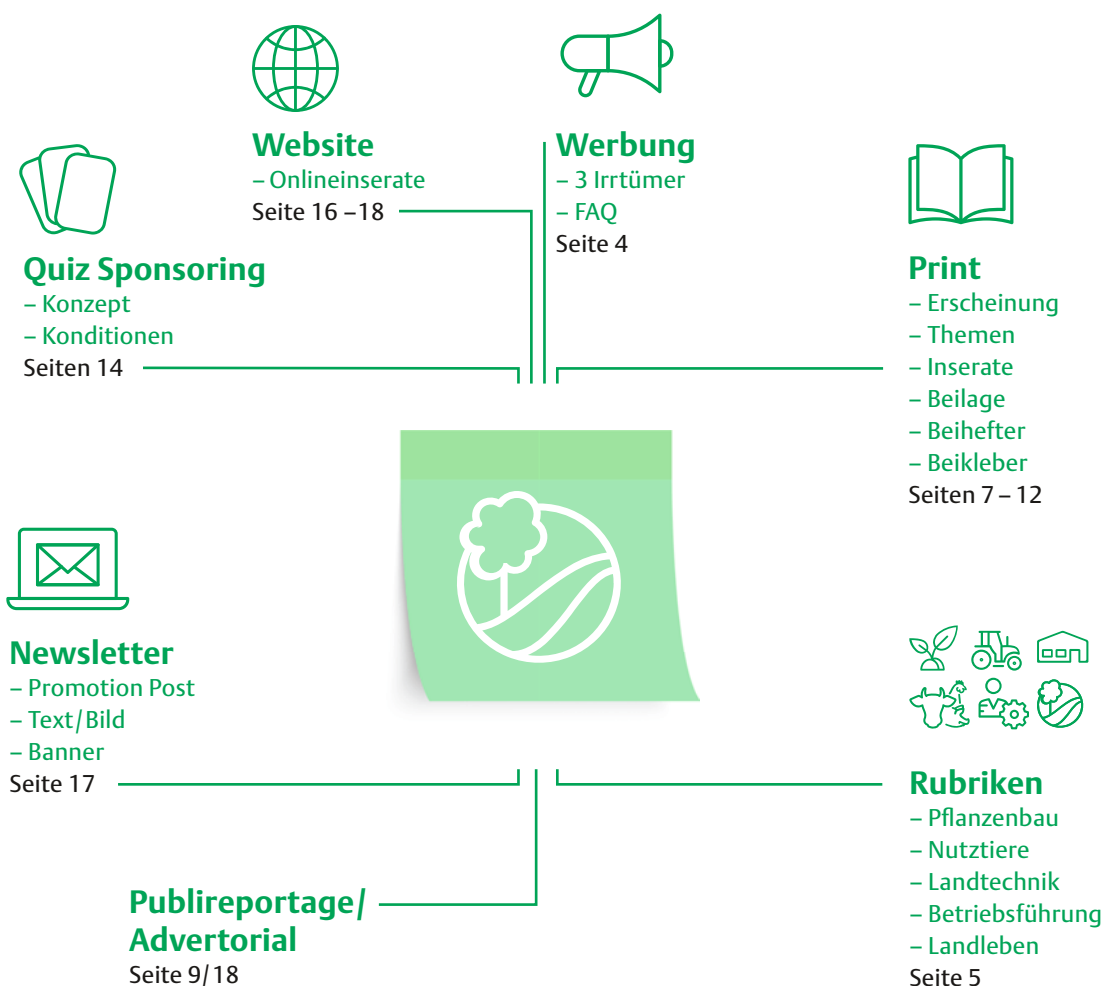 Website
– Onlineinserate
Seite 16 – 18
Werbung
– 3 Irrtümer
– FAQ
Seite 4
Quiz Sponsoring
– Konzept
– Konditionen
Seiten 14
Print
– Erscheinung
– Themen
– Inserate
– Beilage
– Beihefter
– Beikleber
Seiten 7 – 12
Newsletter
– Promotion Post
– Text/Bild
– Banner
Seite 17
Rubriken
– Pflanzenbau
– Nutztiere
– Landtechnik
– Betriebsführung
– Landleben
Seite 5
Publireportage/
Advertorial
Seite 9/18